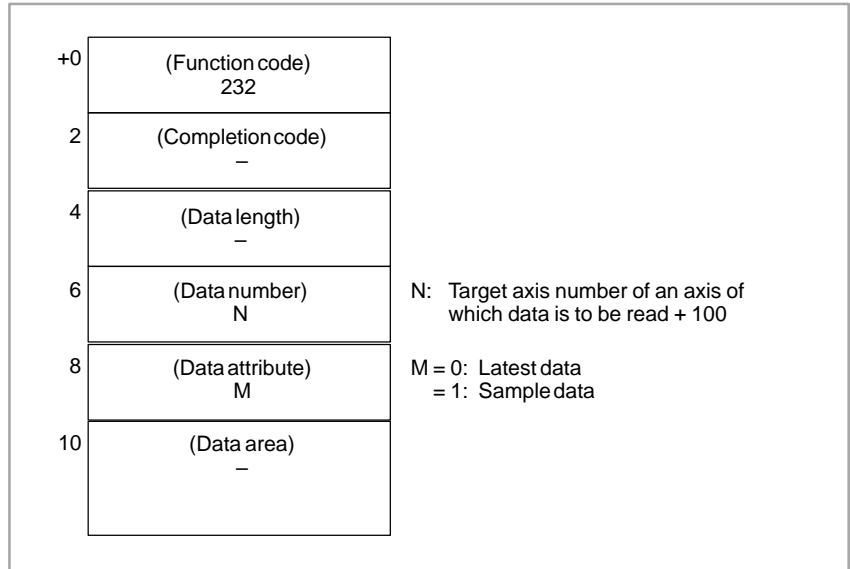 +0 (Function code)
232
2 (Completion code)
–
4 (Data length)
–
6 (Data number) N: Target axis number of an axis of
N which data is to be read + 100
8 (Data attribute) M = 0: Latest data
M = 1: Sample data
10 (Data area)
–